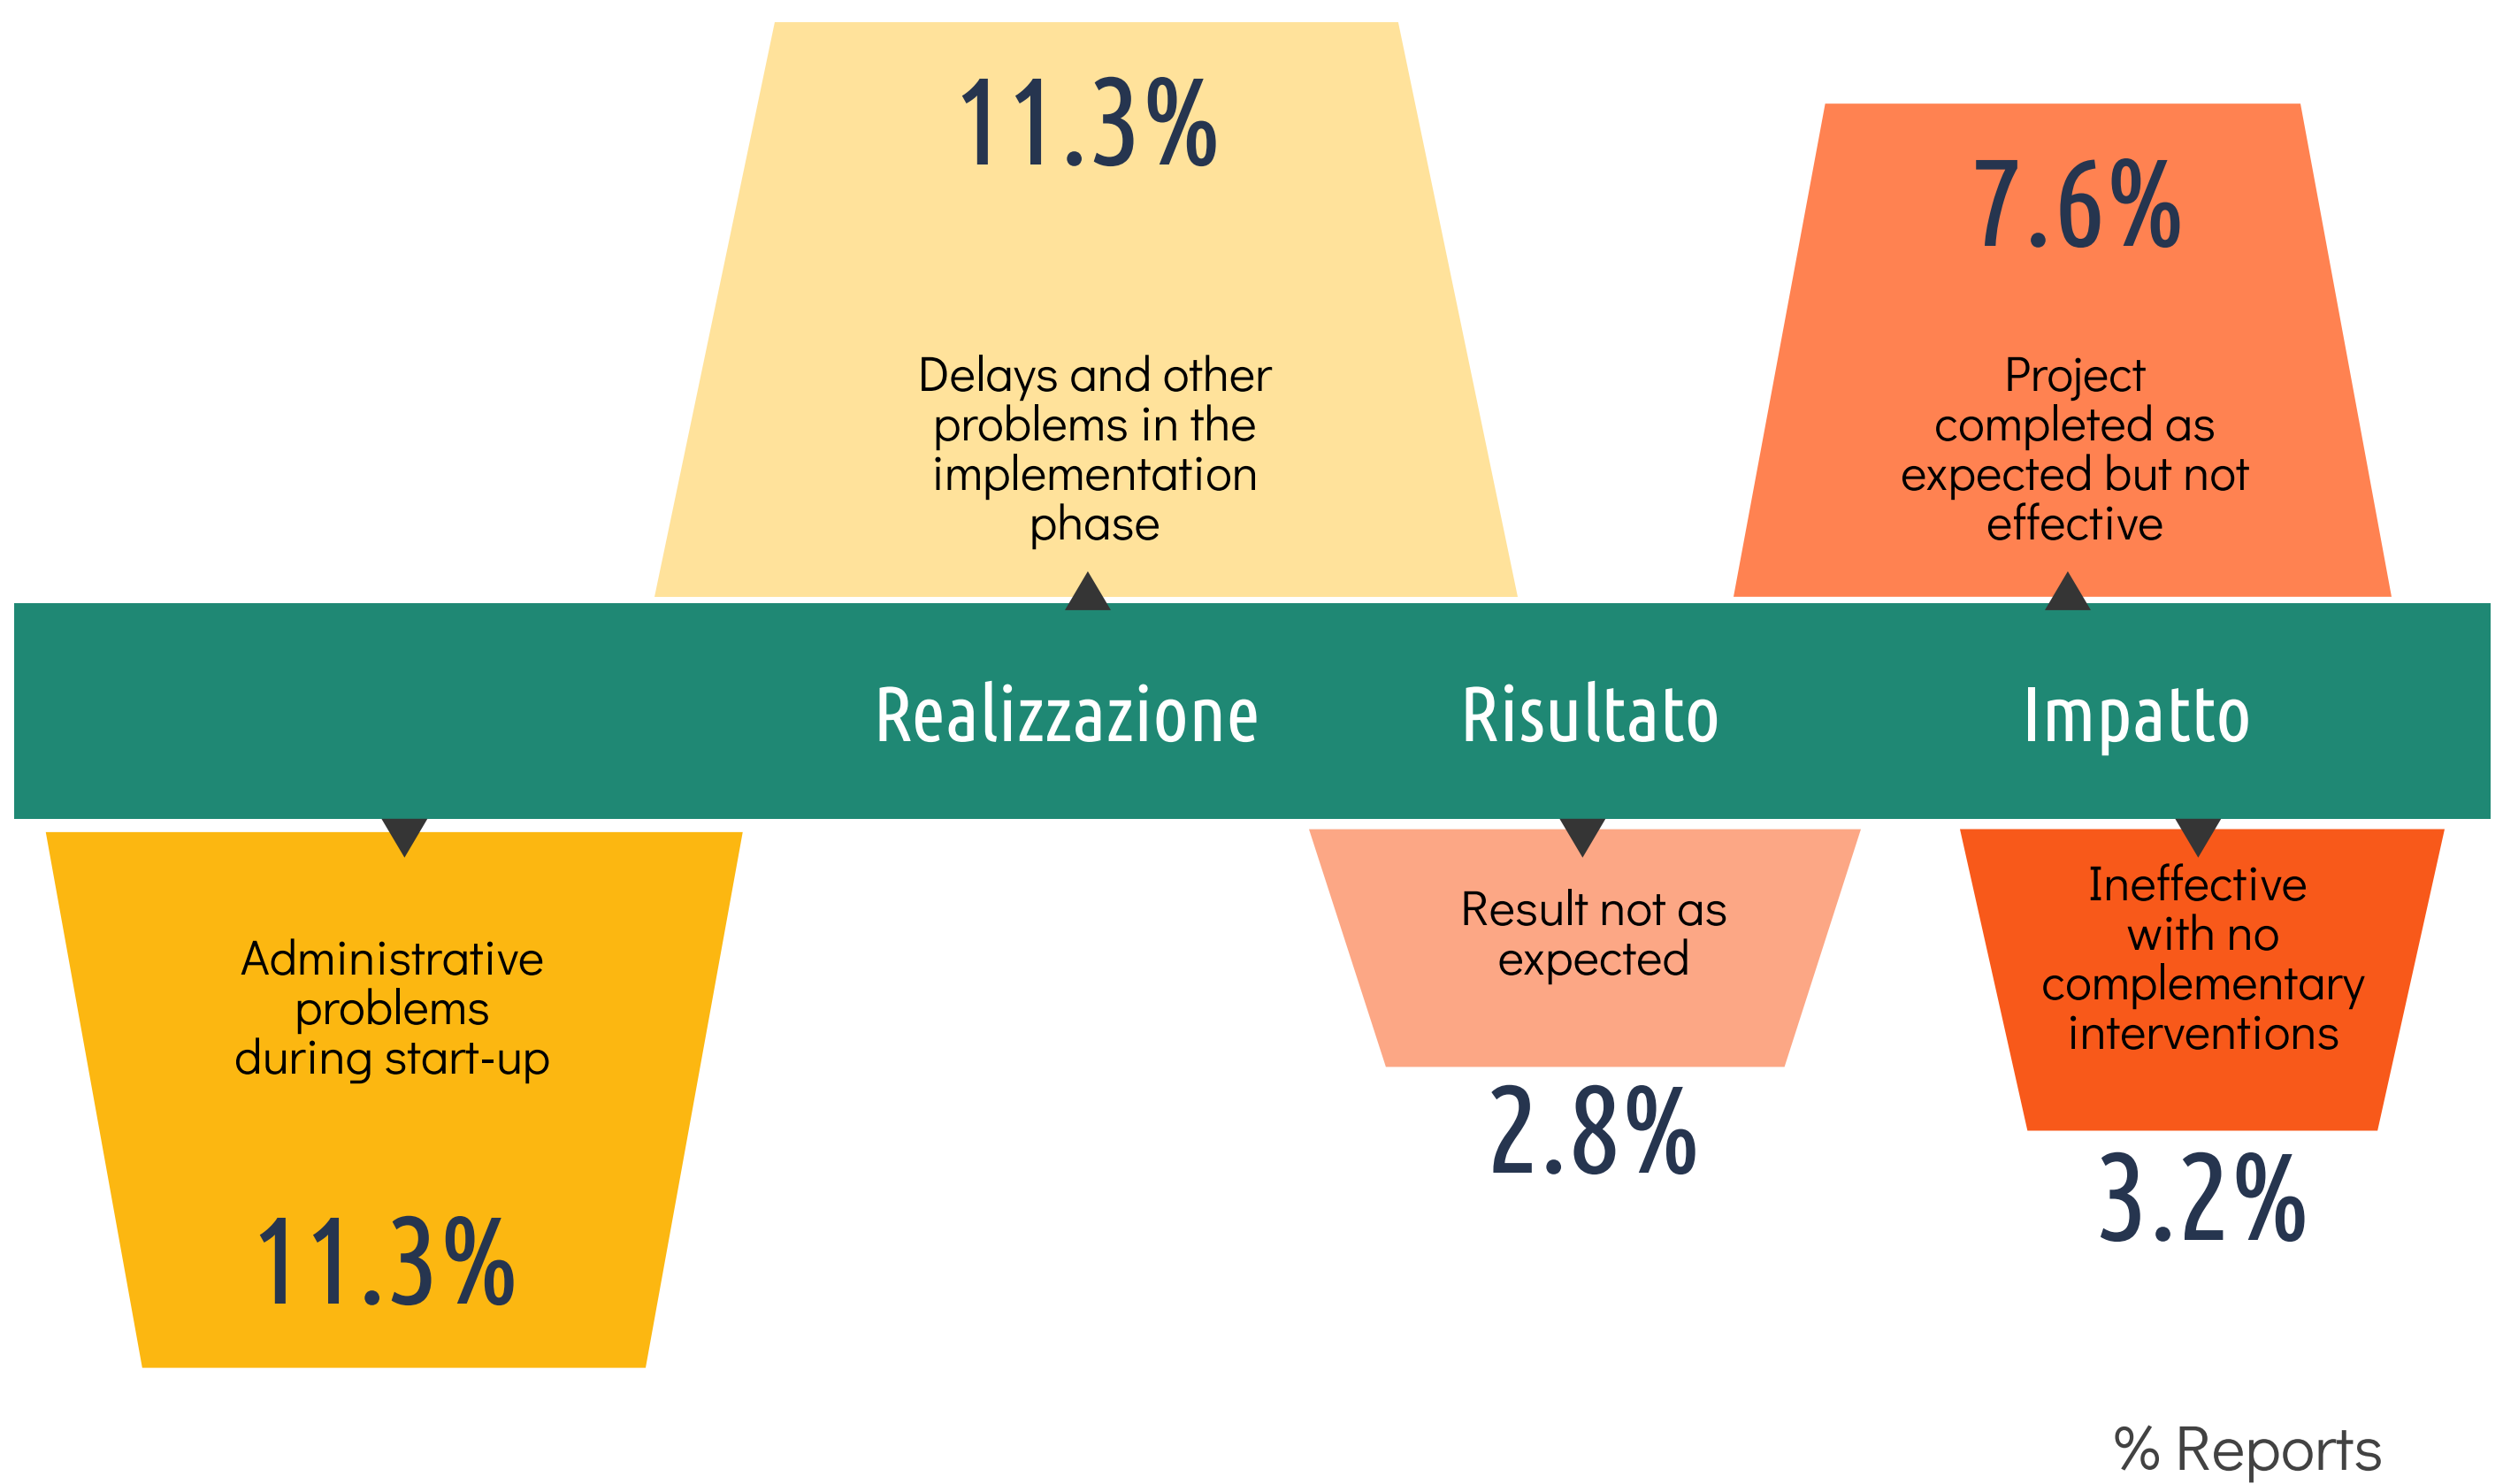 11.3%
Delays and other
problems in the
implementation
phase
7.6%
Project
completed as
expected but not
effective
Realizzazione
Risultato
Impatto
Administrative
problems
during start-up
11.3%
Result not as
expected
2.8%
Ineffective
with no
complementary
interventions
3.2%
% Reports